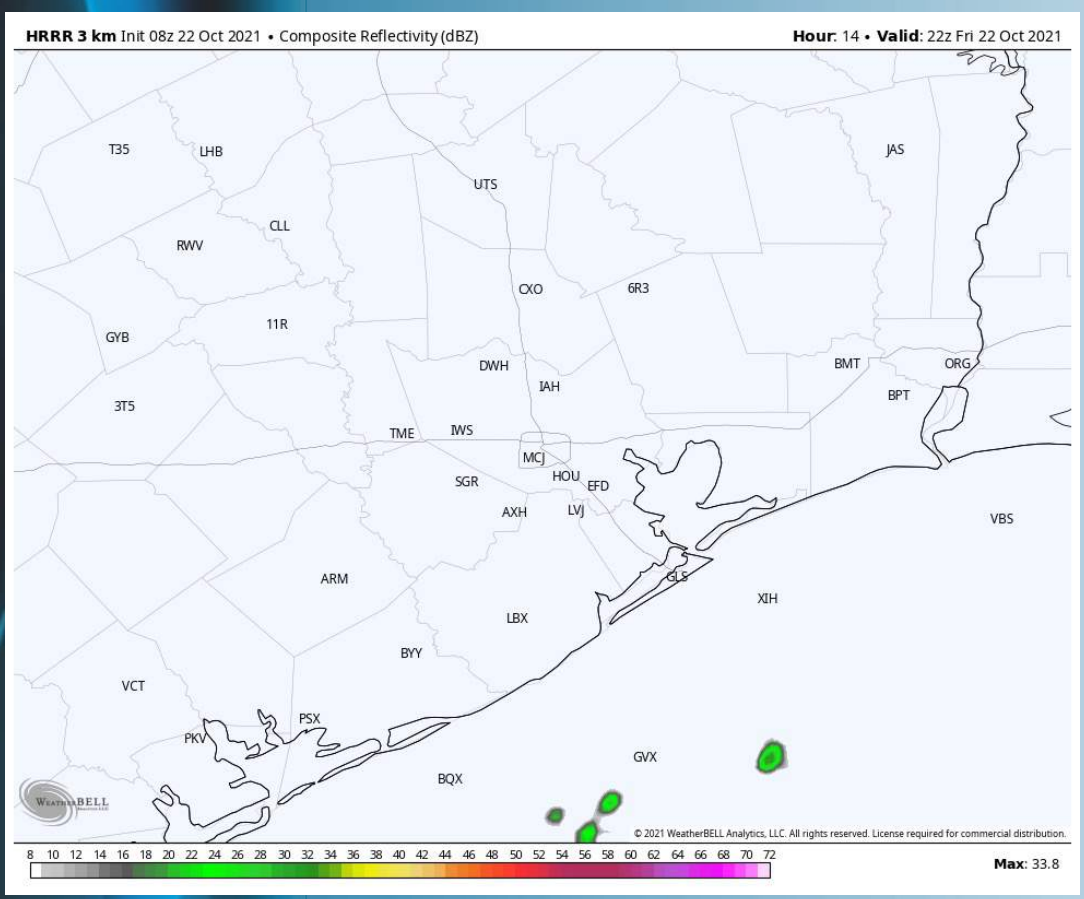 HRRR 3 km Init 08z 22 Oct 2021 • Composite Reflectivity (dBZ)
Hour: 14 • Valid: 22z Fri 22 Oct 2021
T35
LHB
JAS
UTS
CLL
RWV
CXO
6R3
11R
GYB
DWH
BMT
ORG
IAH
BPT
3T5
TME
IWS
MCJ
HOU
SGR
EFD
AXH
LVJ
VBS
ARM
GLS
XIH
LBX
BYY
VCT
PSX
PKV
GVX
BQX
WEATHERBELL
© 2021 WeatherBELL Analytics, LLC. All rights reserved. License required for commercial distribution.
8 10 12 14 16 18 20 22 24 26 28 30 32 34 36 38 40 42 44 46 48 50 52 54 56 58 60 62 64 66 68 70 72
Max: 33.8